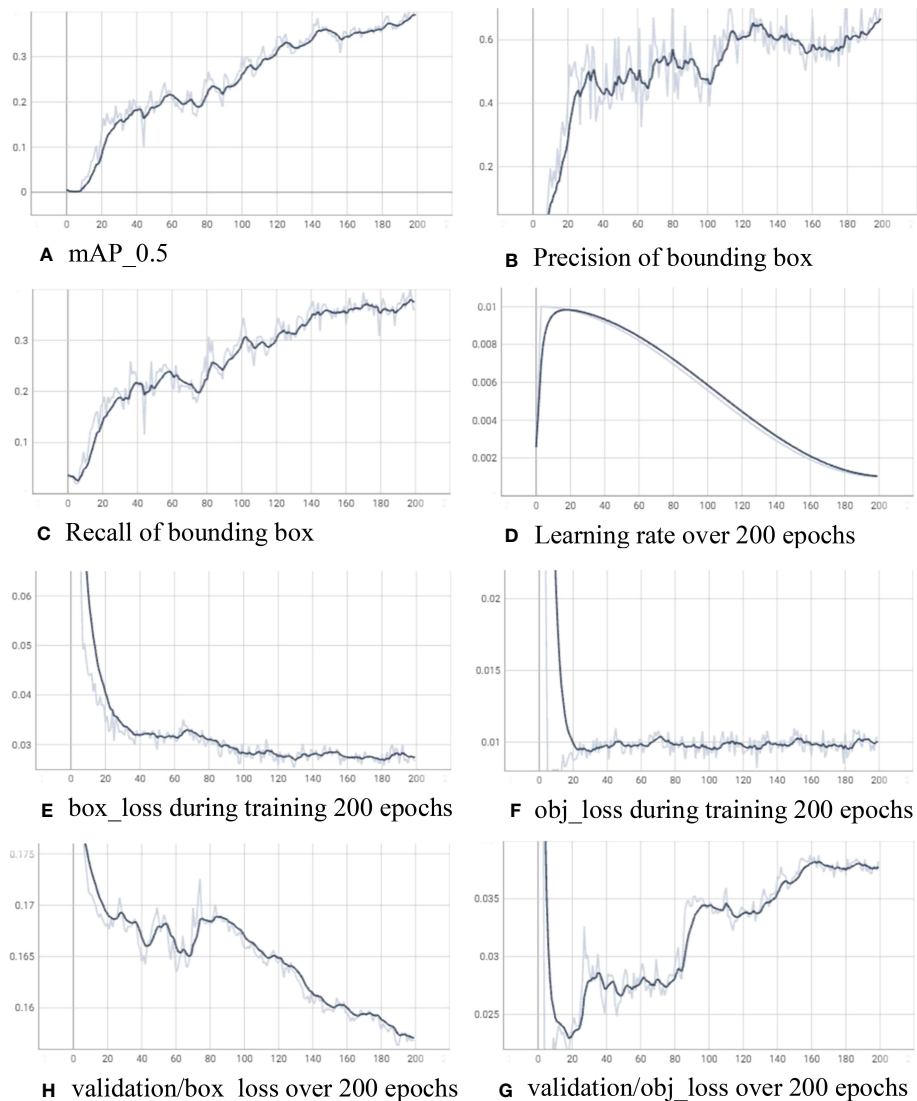 0.3
0.2
0.1
0
0 20 40 60 80 100 120 140 160 180 200
A mAP_0.5
0.6
0.4
0.2
0 20 40 60 80 100 120 140 160 180 200
B Precision of bounding box
0.3
0.2
0.1
0 20 40 60 80 100 120 140 160 180 200
C Recall of bounding box
0.01
0.008
0.006
0.004
0.002
0 20 40 60 80 100 120 140 160 180 200
D Learning rate over 200 epochs
0.06
0.05
0.04
0.03
0 20 40 60 80 100 120 140 160 180 200
E box_loss during training 200 epochs
0.02
0.015
0.01
0 20 40 60 80 100 120 140 160 180 200
F obj_loss during training 200 epochs
0.175
0.17
0.165
0.16
0 20 40 60 80 100 120 140 160 180 200
H validation/box_loss over 200 epochs
0.035
0.03
0.025
0 20 40 60 80 100 120 140 160 180 200
G validation/obj_loss over 200 epochs